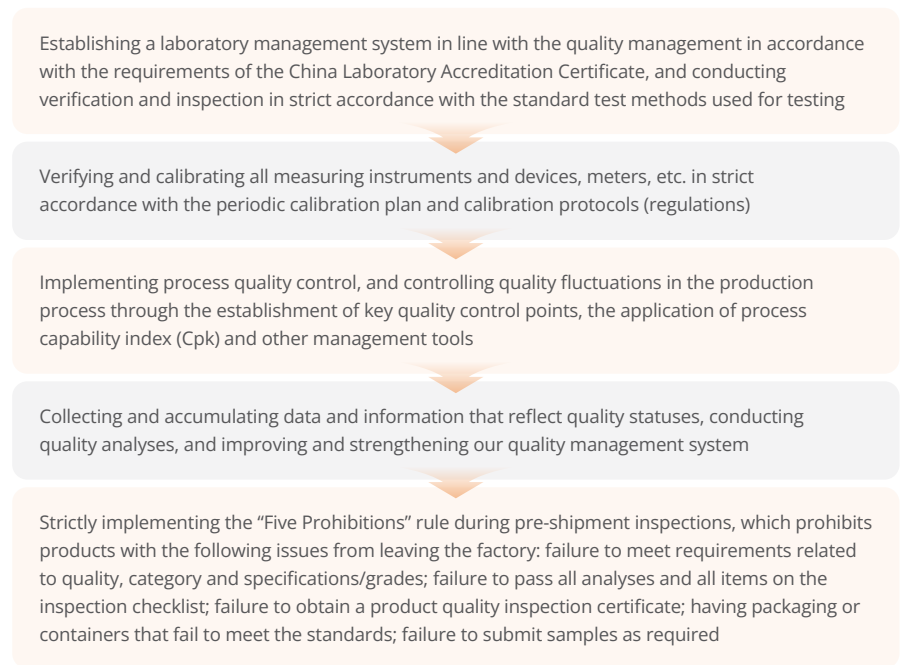 Establishing a laboratory management system in line with the quality management in accordance
with the requirements of the China Laboratory Accreditation Certificate, and conducting
verification and inspection in strict accordance with the standard test methods used for testing
Verifying and calibrating all measuring instruments and devices, meters, etc. in strict
accordance with the periodic calibration plan and calibration protocols (regulations)
Implementing process quality control, and controlling quality fluctuations in the production
process through the establishment of key quality control points, the application of process
capability index (Cpk) and other management tools
Collecting and accumulating data and information that reflect quality statuses, conducting
quality analyses, and improving and strengthening our quality management system
Strictly implementing the “Five Prohibitions” rule during pre-shipment inspections, which prohibits
products with the following issues from leaving the factory: failure to meet requirements related
to quality, category and specifications/grades; failure to pass all analyses and all items on the
inspection checklist; failure to obtain a product quality inspection certificate; having packaging or
containers that fail to meet the standards; failure to submit samples as required